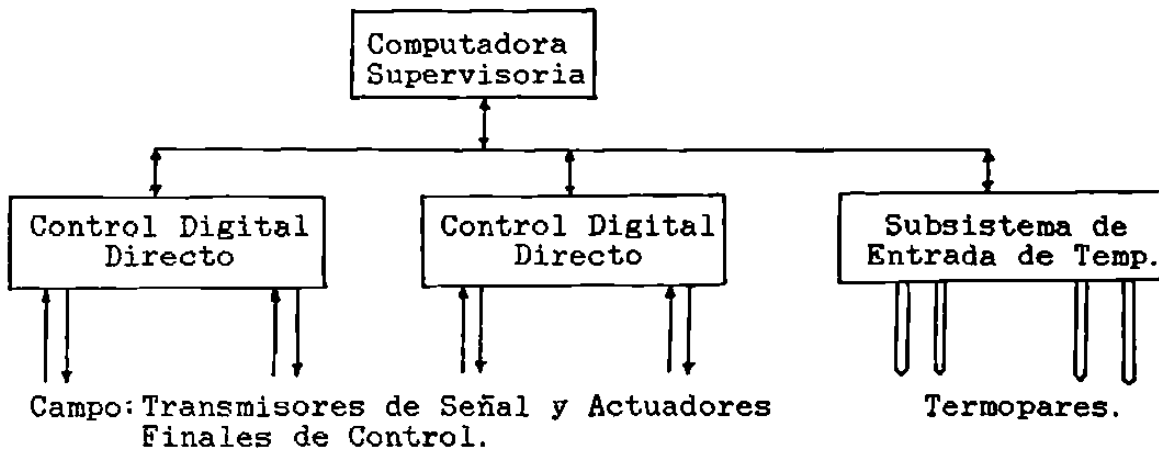 Computadora
Supervisoria
Control Digital
Directo
Control Digital
Directo
Subsistema de
Entrada de Temp.
Campo: Transmisores de Señal y Actuadores
Finales de Control.
Termopares.